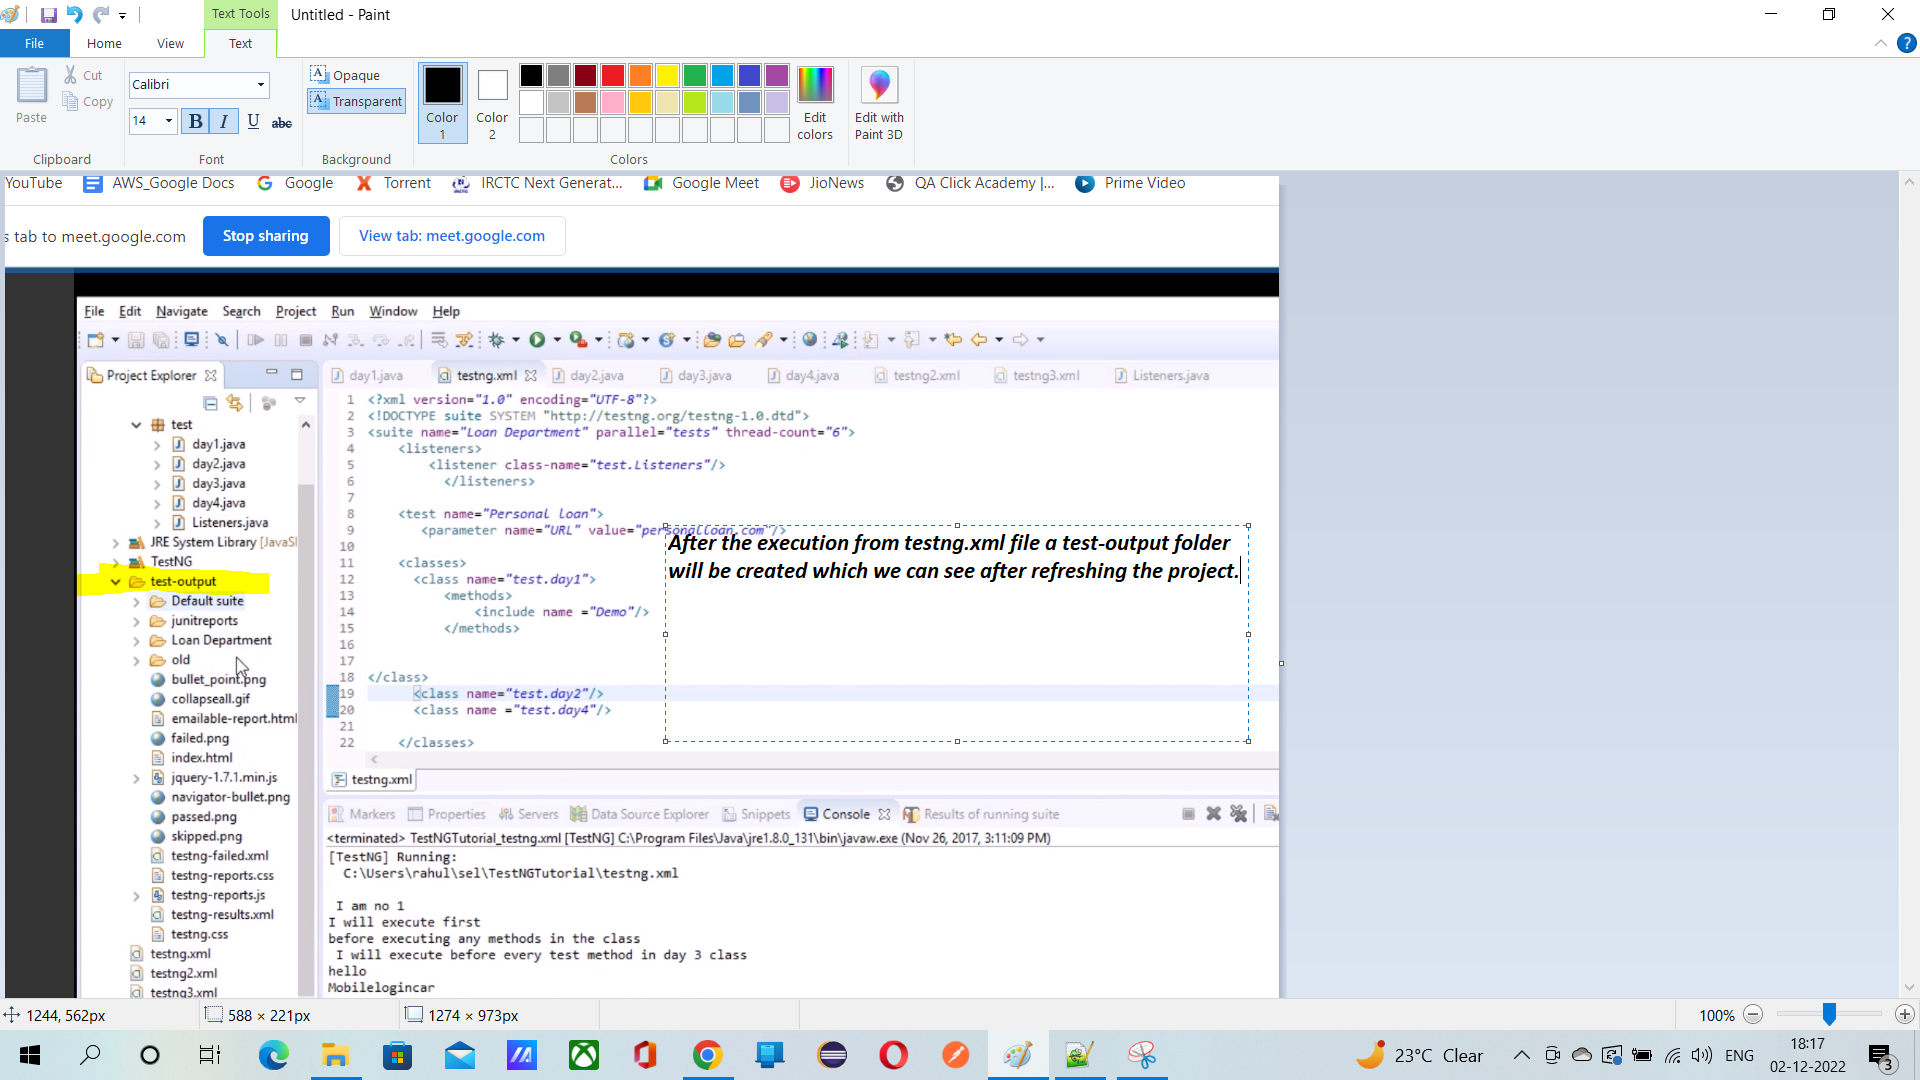 Text Tools
Untitled - Paint
File Home View Text
Paste
Cut
Copy
Clipboard
Calibri
14 B I U abc
Font
Opaque
Transparent
Background
Color 1
Color 2
Edit colors
Colors
Edit with Paint 3D
YouTube AWS_Google Docs Google Torrent IRCTC Next Generat... Google Meet JioNews QA Click Academy |... Prime Video
s tab to meet.google.com Stop sharing View tab: meet.google.com
File Edit Navigate Search Project Run Window Help
Project Explorer
test
day1.java
day2.java
day3.java
day4.java
Listeners.java
JRE System Library [JavaS
TestNG
test-output
Default suite
junitreports
Loan Department
old
bullet_point.png
collapseall.gif
emailable-report.html
failed.png
index.html
jquery-1.7.1.min.js
navigator-bullet.png
passed.png
skipped.png
testng-failed.xml
testng-reports.css
testng-reports.js
testng-results.xml
testng.css
testng.xml
testng2.xml
testng3.xml
day1.java testng.xml day2.java day3.java day4.java testng2.xml testng3.xml Listeners.java
1 <?xml version="1.0" encoding="UTF-8"?>
2 <!DOCTYPE suite SYSTEM "http://testng.org/testng-1.0.dtd">
3 <suite name="Loan Department" parallel="tests" thread-count="6">
4 <listeners>
5 <listener class-name="test.Listeners"/>
6 </listeners>
7
8 <test name="Personal loan">
9 <parameter name="URL" value="personalloan.com"/>
10
11 <classes>
12 <class name="test.day1">
13 <methods>
14 <include name ="Demo"/>
15 </methods>
16
17
18 </class>
19 <class name="test.day2"/>
20 <class name ="test.day4"/>
21
22 </classes>
After the execution from testng.xml file a test-output folder
will be created which we can see after refreshing the project.
testng.xml
Markers Properties Servers Data Source Explorer Snippets Console Results of running suite
<terminated> TestNGTutorial_testng.xml [TestNG] C:\Program Files\Java\jre1.8.0_131\bin\javaw.exe (Nov 26, 2017, 3:11:09 PM)
[TestNG] Running:
C:\Users\rahul\sel\TestNGTutorial\testng.xml
I am no 1
I will execute first
before executing any methods in the class
I will execute before every test method in day 3 class
hello
Mobilelogincar
1244, 562px 588 × 221px 1274 × 973px 100%
23°C Clear ENG 18:17
02-12-2022
3